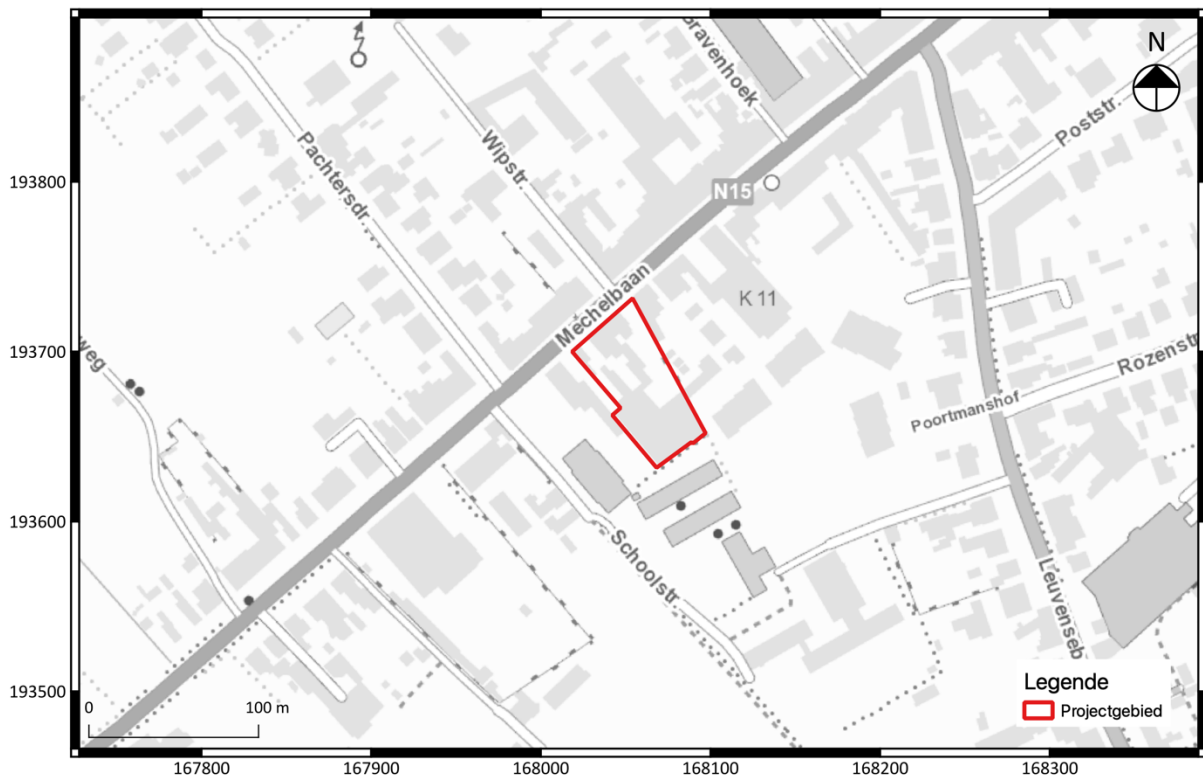 N
Gravenhoek
Poststr.
Wipstr.
Pachtersdr
193800
N15
Mechelbaan
K 11
193700
weg
Rozenstr
Poortmanshof
193600
Schoolstr
Leuvenseb
Legende
Projectgebied
193500
0
100 m
167800
167900
168000
168100
168200
168300